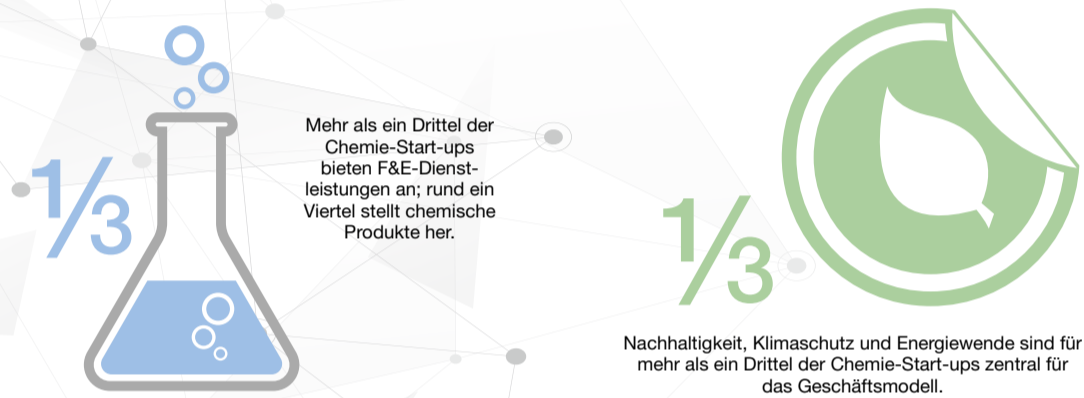 1/3
Mehr als ein Drittel der
Chemie-Start-ups
bieten F&E-Dienst-
leistungen an; rund ein
Viertel stellt chemische
Produkte her.
1/3
Nachhaltigkeit, Klimaschutz und Energiewende sind für
mehr als ein Drittel der Chemie-Start-ups zentral für
das Geschäftsmodell.